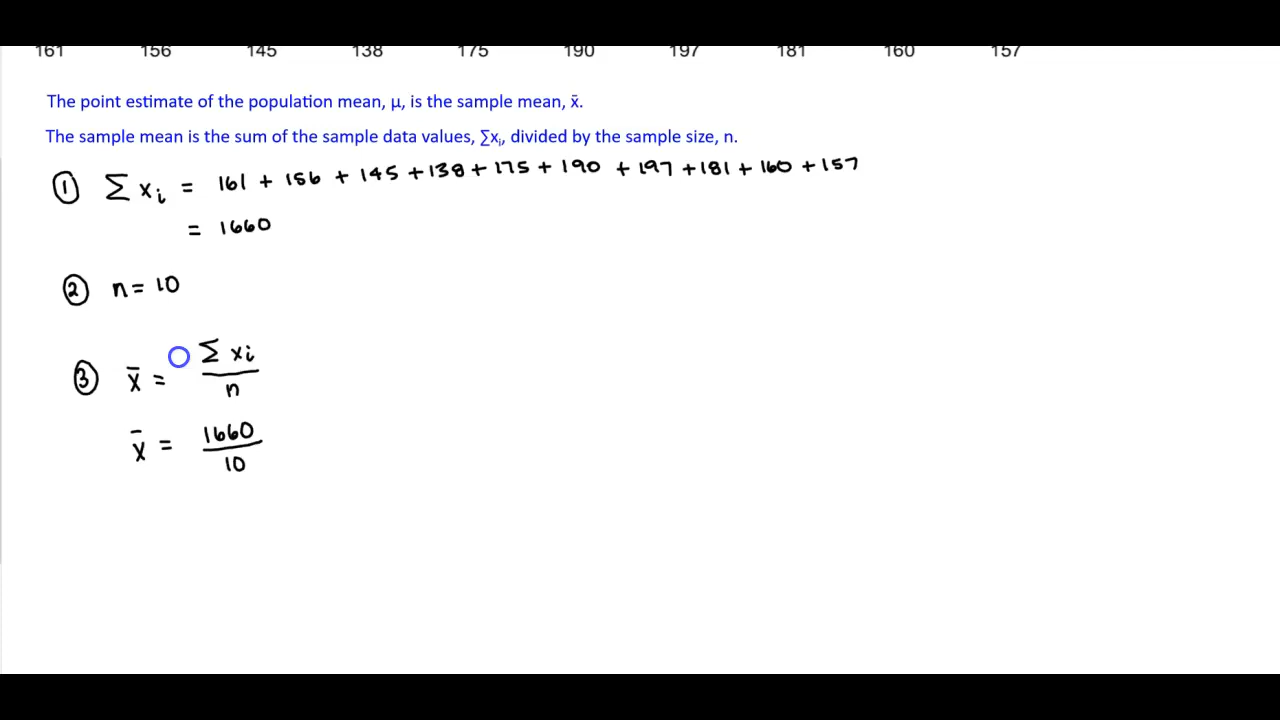 161 156 145 138 175 190 197 181 160 157
The point estimate of the population mean, μ, is the sample mean, x̄.
The sample mean is the sum of the sample data values, ∑xᵢ, divided by the sample size, n.
① ∑ xᵢ = 161 + 156 + 145 + 138 + 175 + 190 + 197 + 181 + 160 + 157
= 1660
② n = 10
③ x̄ = ∑ xᵢ / n
x̄ = 1660 / 10